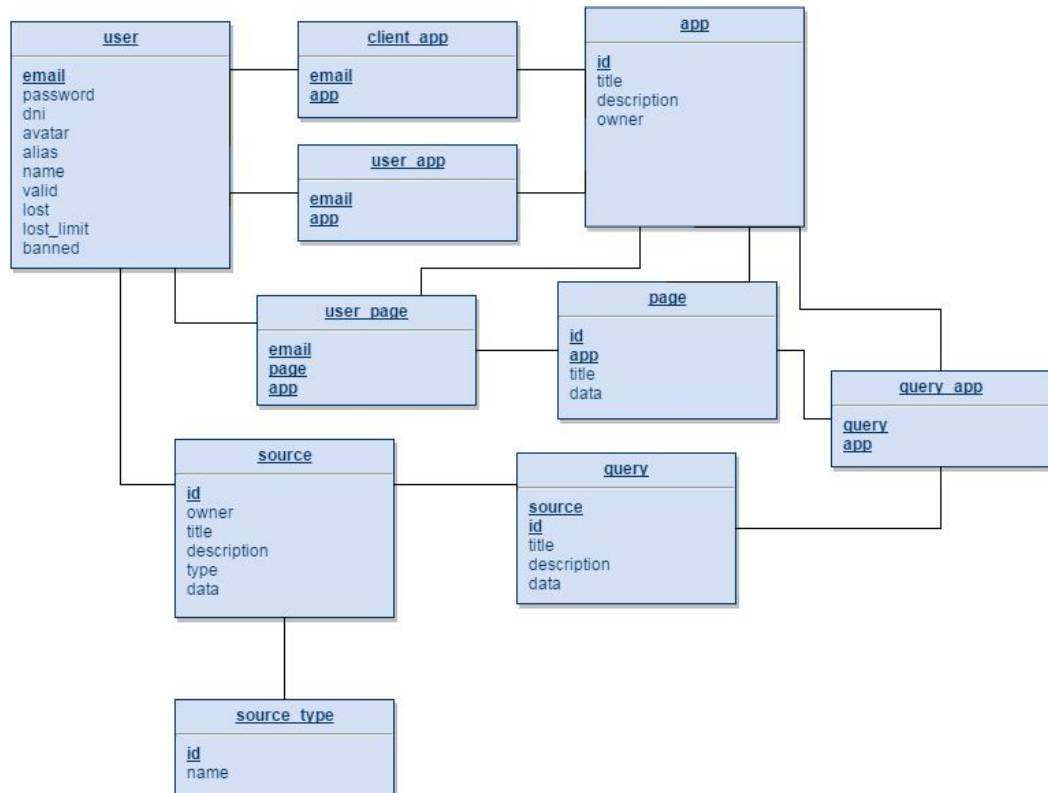 user
email
password
dni
avatar
alias
name
valid
lost
lost_limit
banned
client_app
email
app
app
id
title
description
owner
user_app
email
app
user_page
email
page
app
page
id
app
title
data
query_app
query
app
source
id
owner
title
description
type
data
query
source
id
title
description
data
source_type
id
name